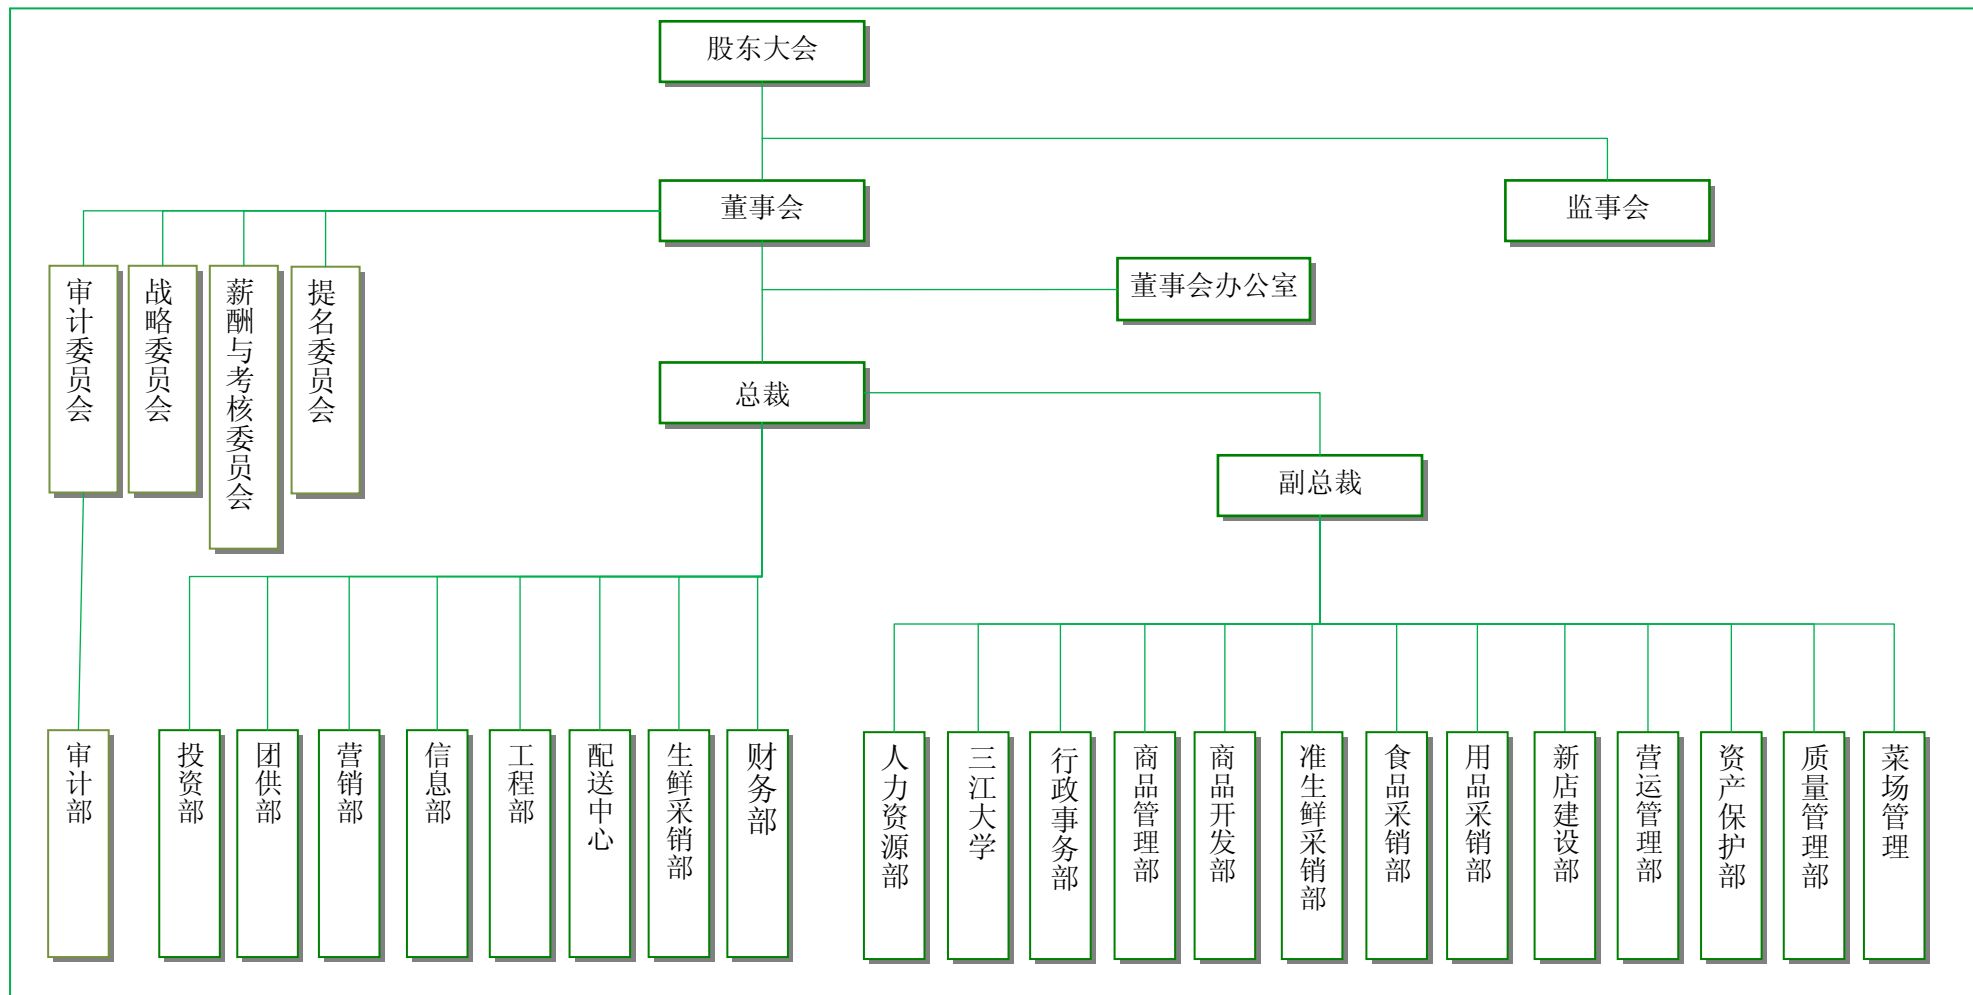 股东大会
董事会
监事会
董事会办公室
审计委员会
战略委员会
薪酬与考核委员会
提名委员会
总裁
副总裁
审计部
投资部
团供部
营销部
信息部
工程部
配送中心
生鲜采销部
财务部
人力资源部
三江大学
行政事务部
商品管理部
商品开发部
准生鲜采销部
食品采销部
用品采销部
新店建设部
营运管理部
资产保护部
质量管理部
菜场管理